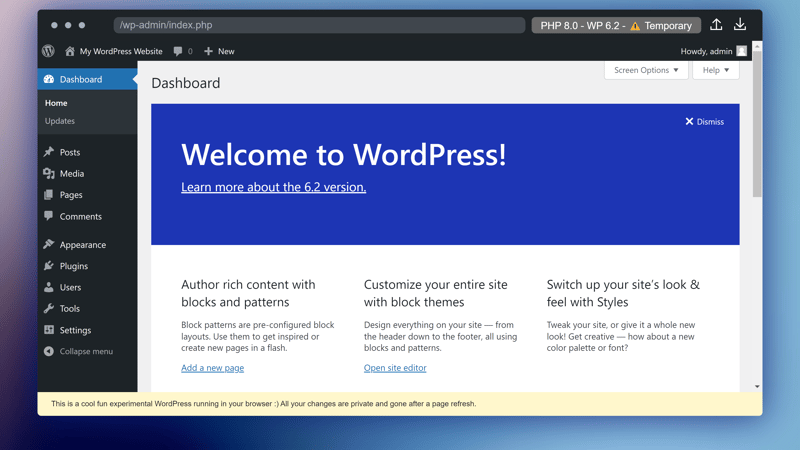 /wp-admin/index.php
PHP 8.0 - WP 6.2 - ⚠️ Temporary
My WordPress Website 0 New Howdy, admin
Screen Options Help
Dashboard
Home
Updates
Posts
Media
Pages
Comments
Appearance
Plugins
Users
Tools
Settings
Collapse menu
Dashboard
Dismiss
Welcome to WordPress!
Learn more about the 6.2 version.
Author rich content with
blocks and patterns
Block patterns are pre-configured block
layouts. Use them to get inspired or
create new pages in a flash.
Add a new page
Customize your entire site
with block themes
Design everything on your site — from
the header down to the footer, all using
blocks and patterns.
Open site editor
Switch up your site’s look &
feel with Styles
Tweak your site, or give it a whole new
look! Get creative — how about a new
color palette or font?
This is a cool fun experimental WordPress running in your browser :) All your changes are private and gone after a page refresh.